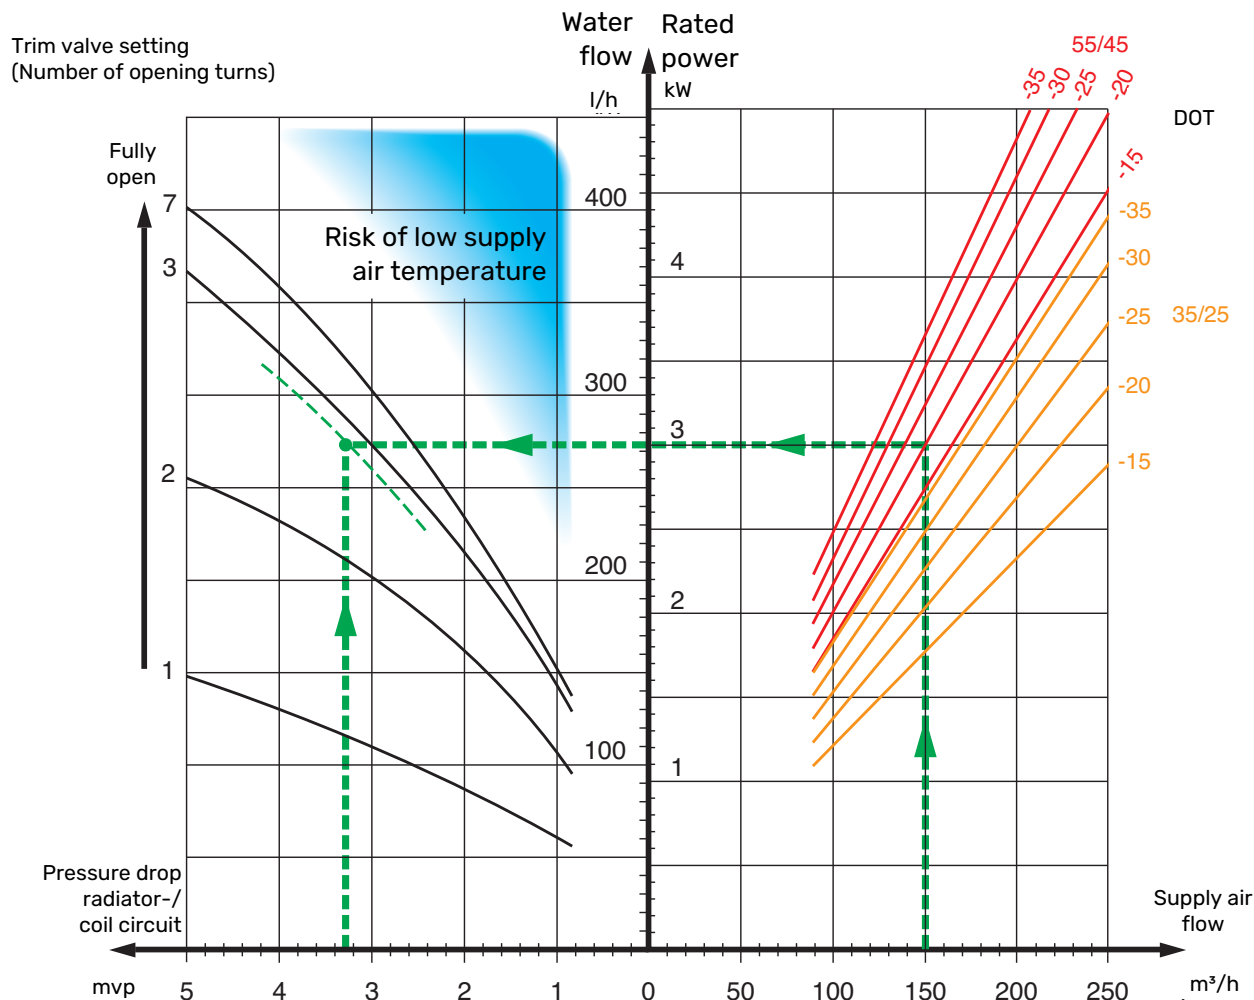 Trim valve setting
(Number of opening turns)
Water
flow
l/h
Rated
power
kW
55/45
-35
-30
-25
-20
-15
DOT
-35
-30
-25
35/25
-20
-15
Fully
open
7
3
2
1
Risk of low supply
air temperature
400
300
200
100
4
3
2
1
Pressure drop
radiator-/
coil circuit
Supply air
flow
mvp
5
4
3
2
1
0
50
100
150
200
250
m³/h